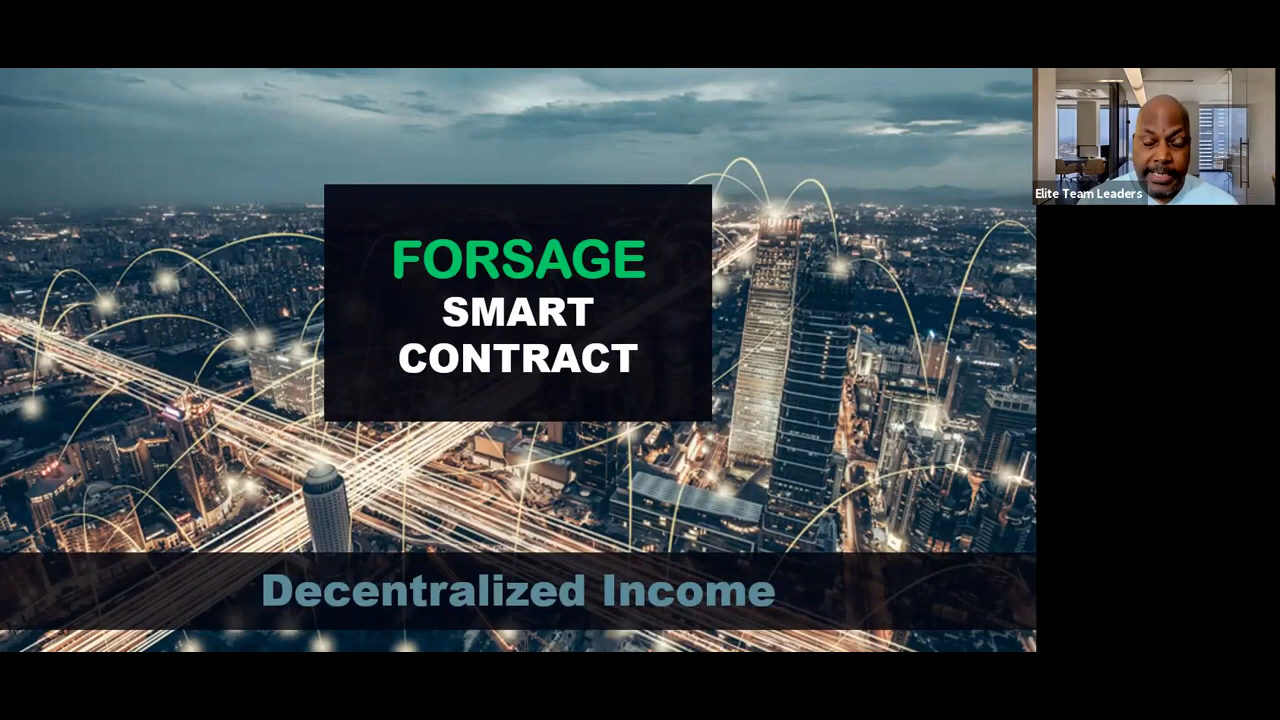 FORSAGE
SMART
CONTRACT
Decentralized Income
Elite Team Leaders